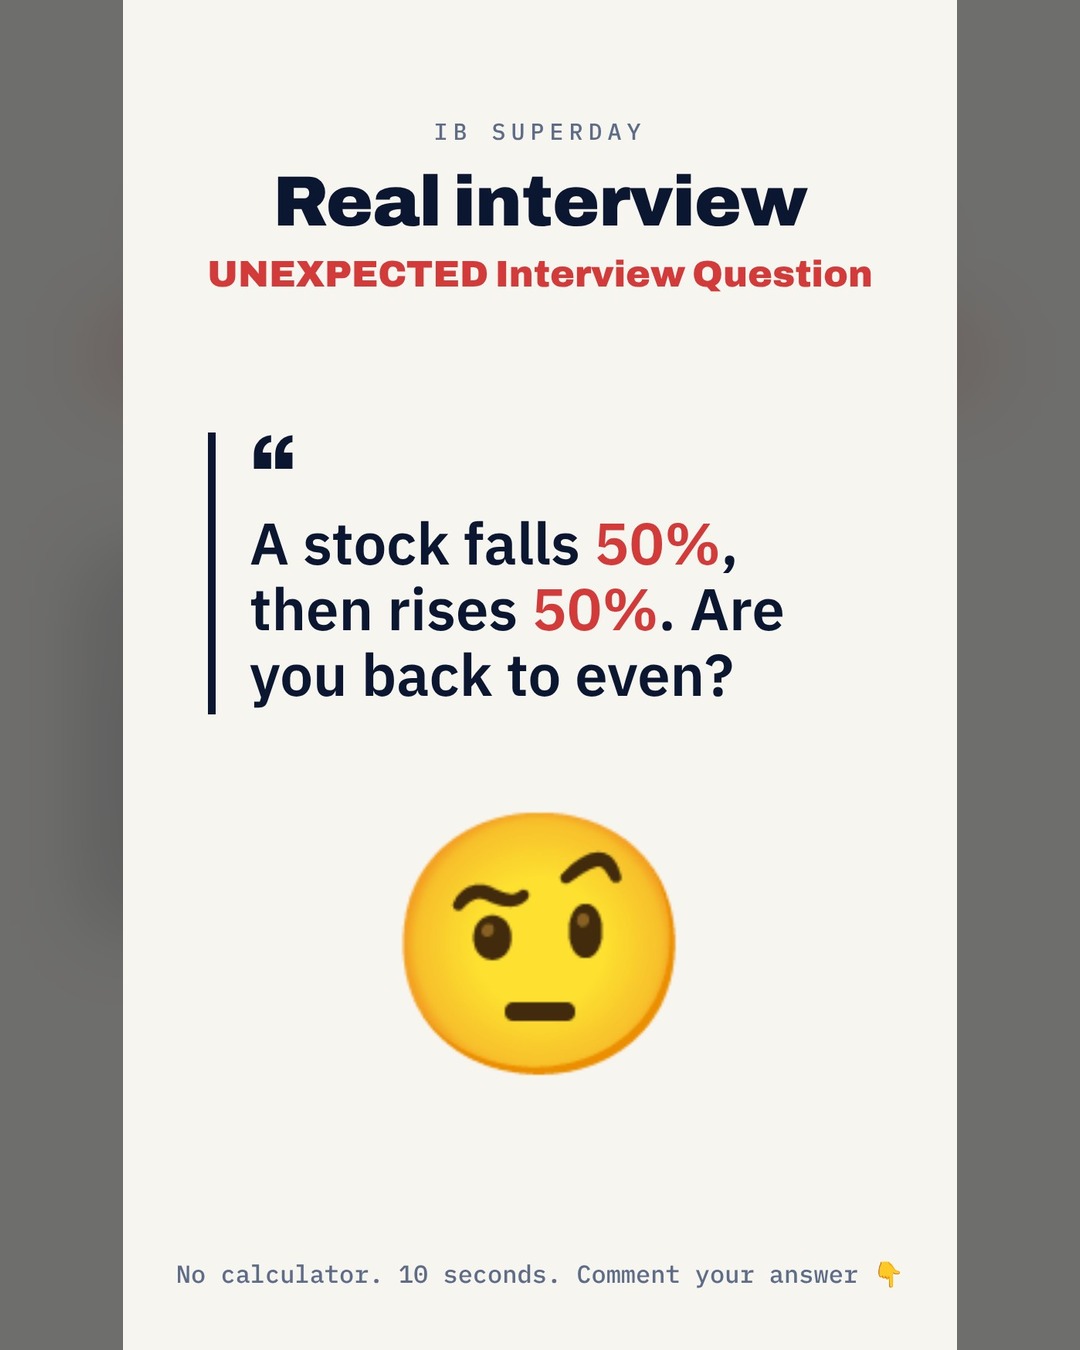 IB SUPERDAY
Real interview
UNEXPECTED Interview Question
“
A stock falls 50%,
then rises 50%. Are
you back to even?
No calculator. 10 seconds. Comment your answer 👇